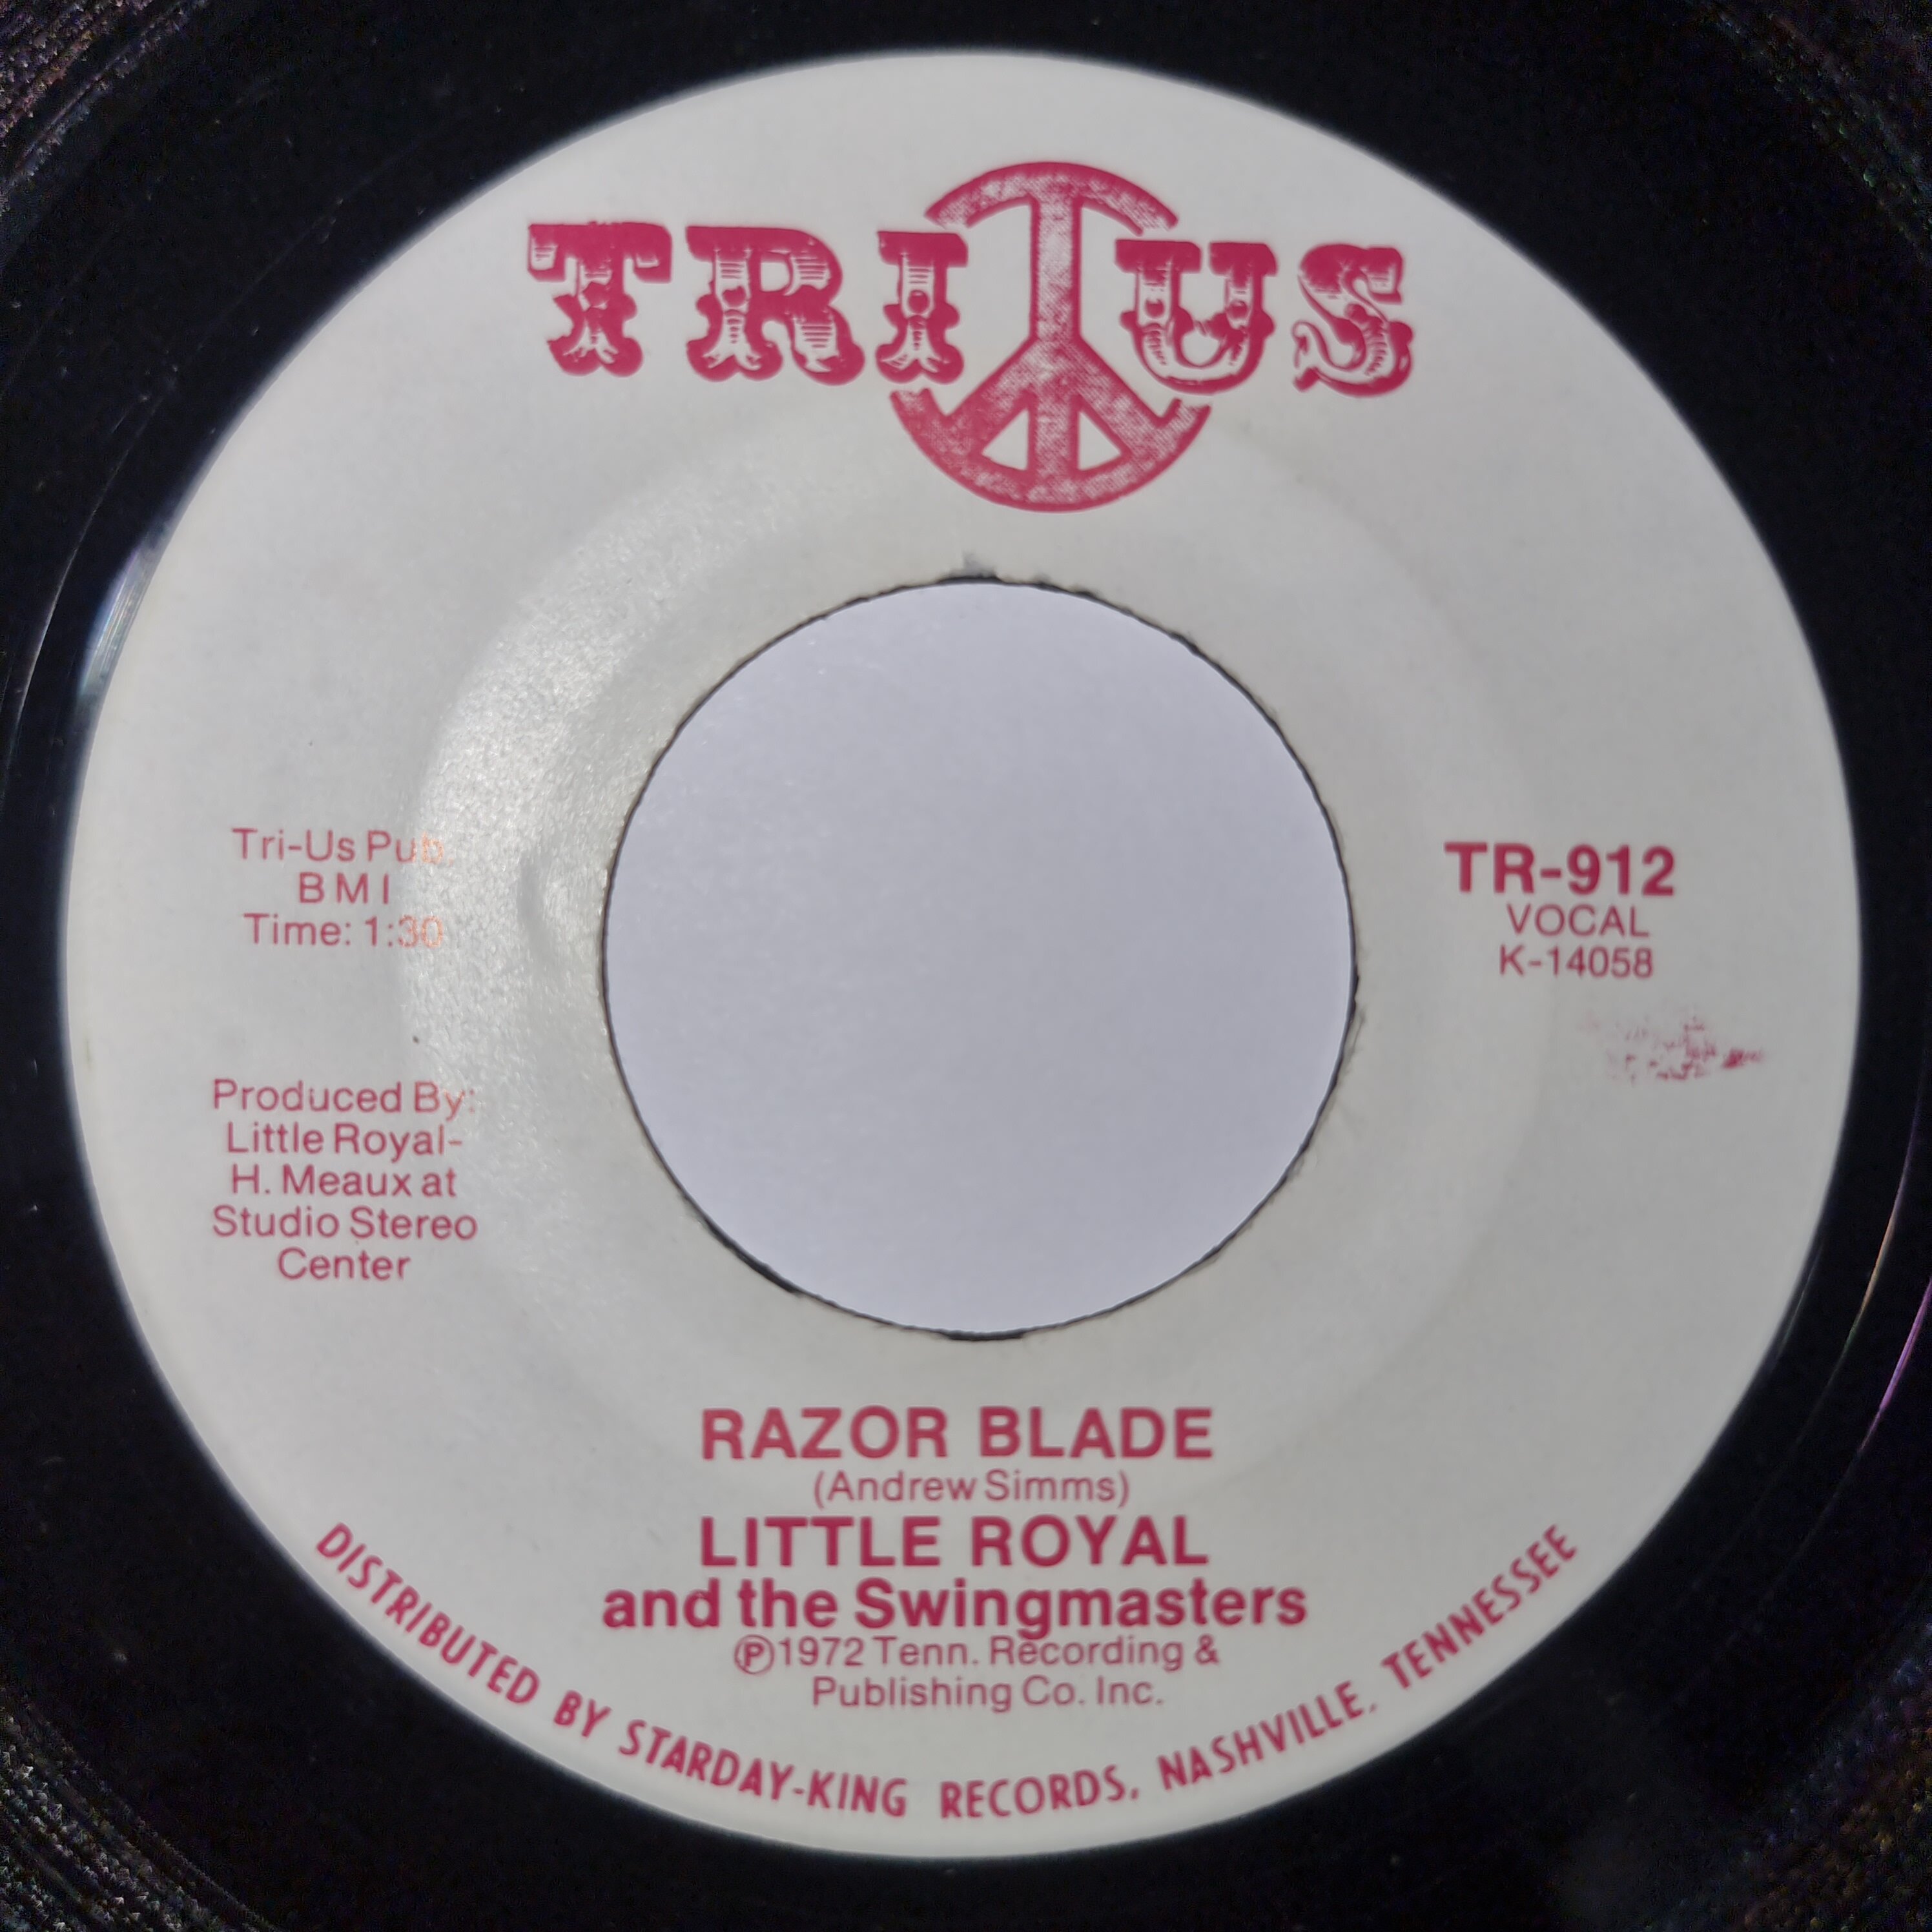 TRI US
Tri-Us Pub.
BMI
Time: 1:30
TR-912
VOCAL
K-14058
Produced By:
Little Royal-
H. Meaux at
Studio Stereo
Center
RAZOR BLADE
(Andrew Simms)
LITTLE ROYAL
and the Swingmasters
℗1972 Tenn. Recording &
Publishing Co. Inc.
DISTRIBUTED BY STARDAY-KING RECORDS, NASHVILLE, TENNESSEE